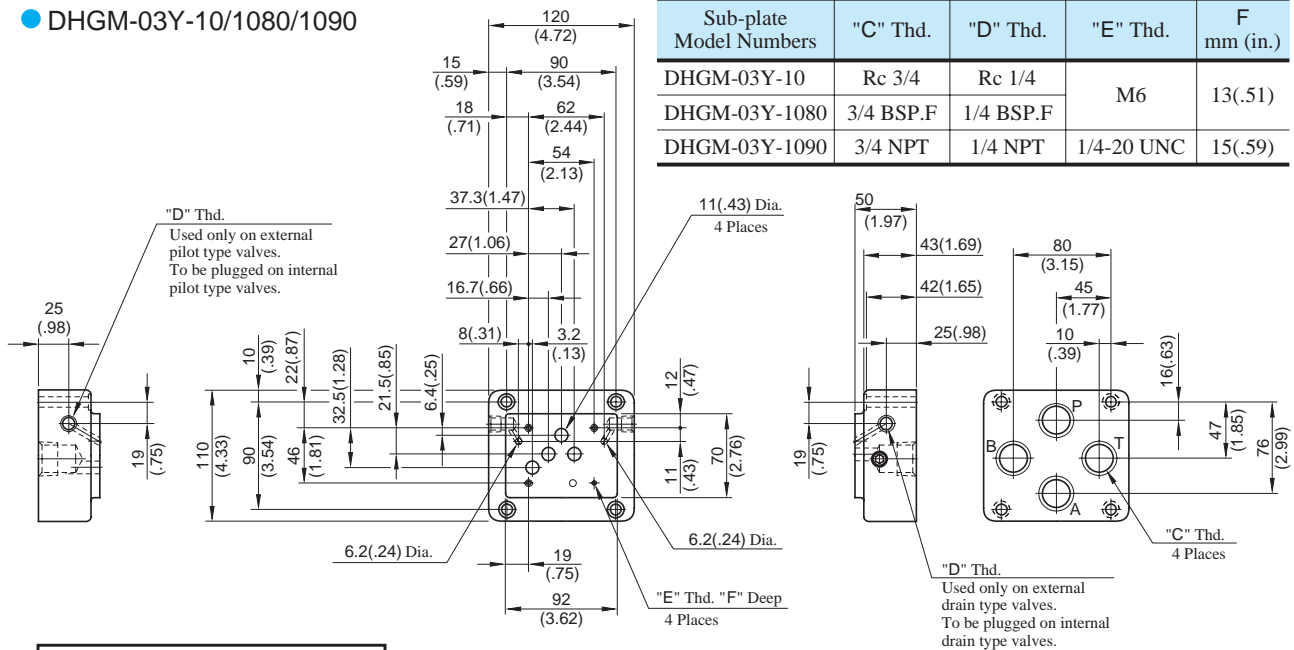 DHGM-03Y-10/1080/1090
Sub-plate Model Numbers "C" Thd. "D" Thd. "E" Thd. F mm (in.)
DHGM-03Y-10 Rc 3/4 Rc 1/4 M6 13(.51)
DHGM-03Y-1080 3/4 BSP.F 1/4 BSP.F
DHGM-03Y-1090 3/4 NPT 1/4 NPT 1/4-20 UNC 15(.59)
"D" Thd.
Used only on external
pilot type valves.
To be plugged on internal
pilot type valves.
25
(.98)
19
(.75)
120
(4.72)
15
(.59)
90
(3.54)
18
(.71)
62
(2.44)
54
(2.13)
37.3(1.47)
27(1.06)
16.7(.66)
8(.31)
3.2
(.13)
11(.43) Dia.
4 Places
10
(.39)
22(.87)
32.5(1.28)
21.5(.85)
6.4(.25)
110
(4.33)
90
(3.54)
46
(1.81)
12
(.47)
70
(2.76)
11
(.43)
6.2(.24) Dia.
6.2(.24) Dia.
19
(.75)
92
(3.62)
"E" Thd. "F" Deep
4 Places
50
(1.97)
43(1.69)
42(1.65)
25(.98)
19
(.75)
"D" Thd.
Used only on external
drain type valves.
To be plugged on internal
drain type valves.
80
(3.15)
45
(1.77)
10
(.39)
16(.63)
47
(1.85)
76
(2.99)
P
B
T
A
"C" Thd.
4 Places